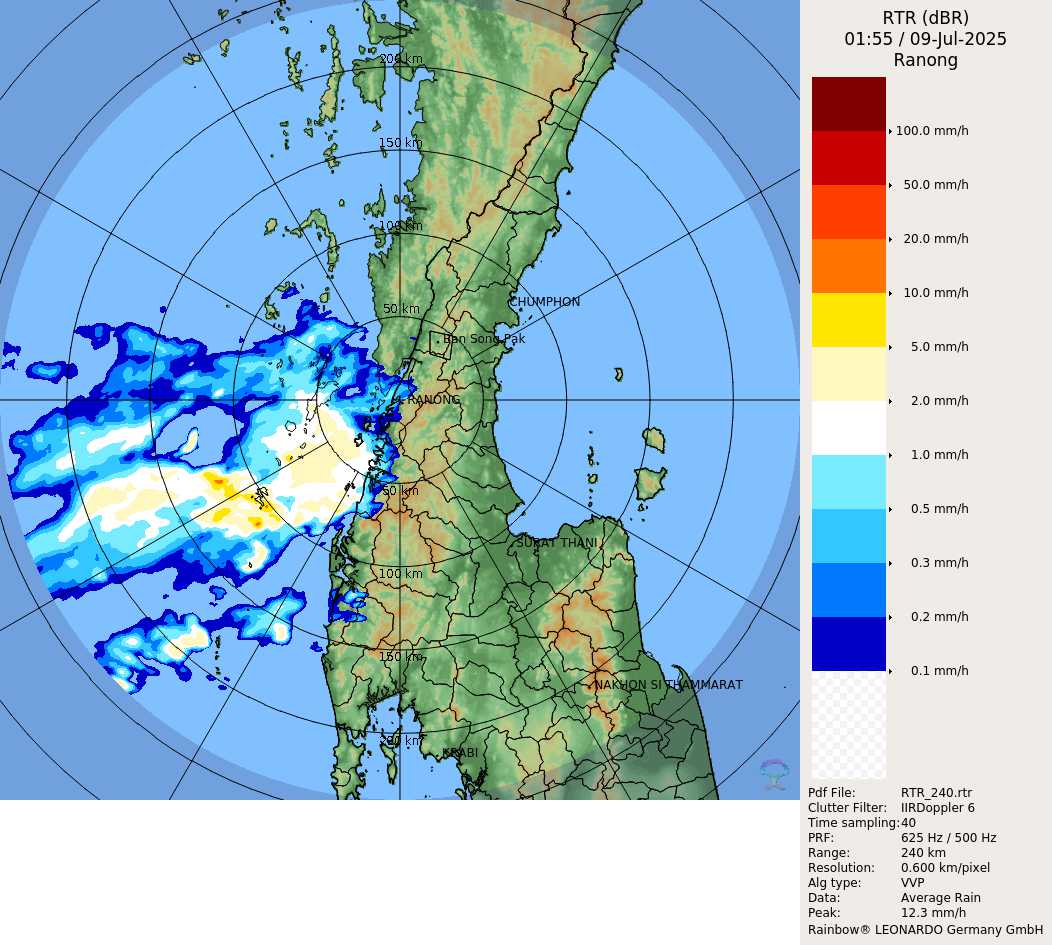 RTR (dBR)
01:55 / 09-Jul-2025
Ranong
200 km
150 km
100 km
50 km
CHUMPHON
Ban Song Pak
RANONG
50 km
SURAT THANI
100 km
150 km
NAKHON SI THAMMARAT
200 km
KRABI
100.0 mm/h
50.0 mm/h
20.0 mm/h
10.0 mm/h
5.0 mm/h
2.0 mm/h
1.0 mm/h
0.5 mm/h
0.3 mm/h
0.2 mm/h
0.1 mm/h
Pdf File: RTR_240.rtr
Clutter Filter: IIRDoppler 6
Time sampling:40
PRF: 625 Hz / 500 Hz
Range: 240 km
Resolution: 0.600 km/pixel
Alg type: VVP
Data: Average Rain
Peak: 12.3 mm/h
Rainbow® LEONARDO Germany GmbH